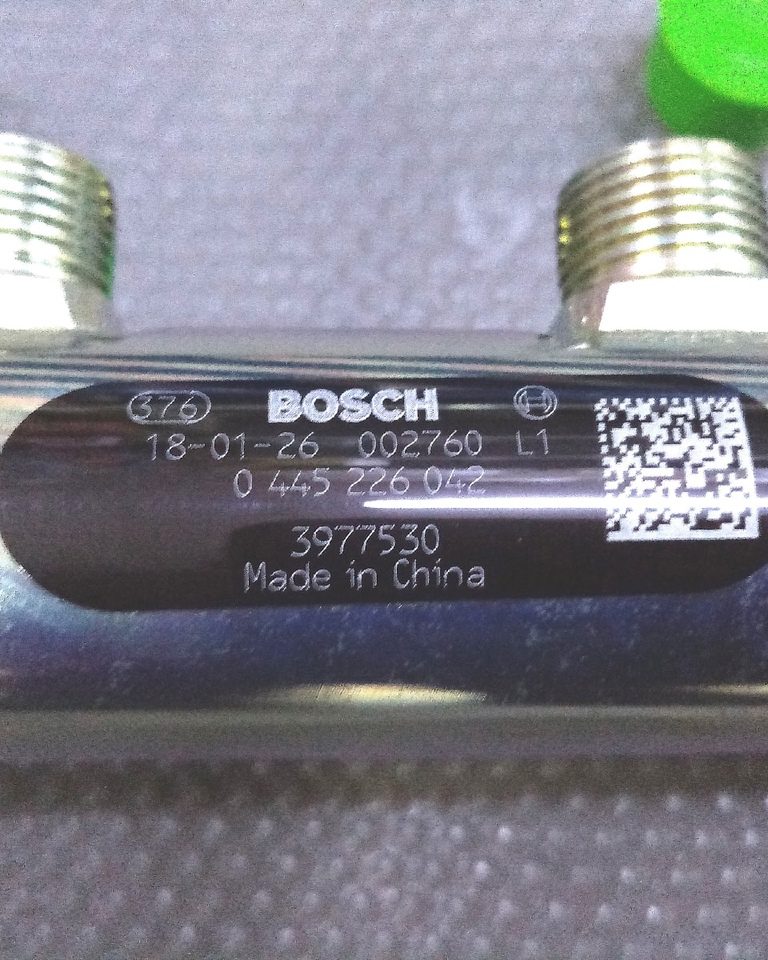 376 BOSCH
18-01-26 002760 L1
0 445 226 042
3977530
Made in China